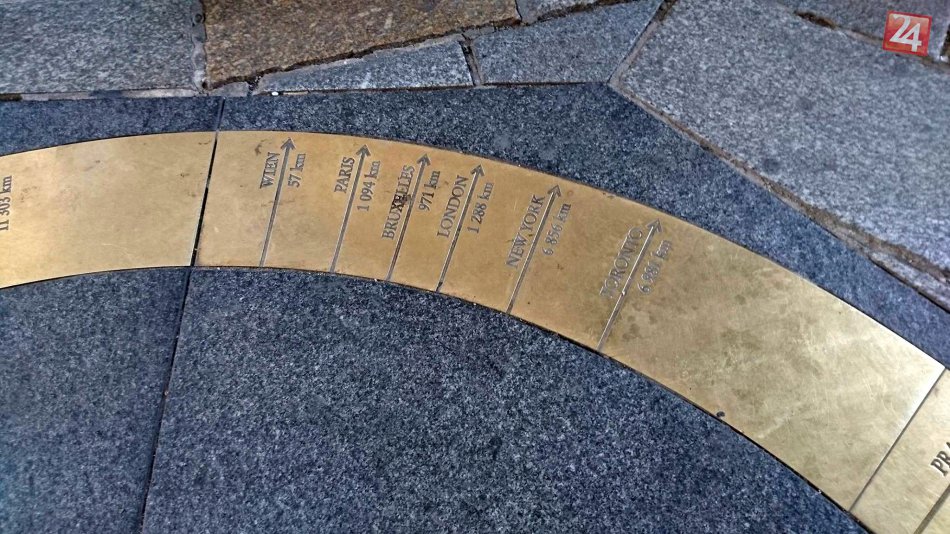 24
11 303 km
WIEN
57 km
PARIS
1 094 km
BRUXELLES
971 km
LONDON
1 288 km
NEW YORK
6 856 km
TORONTO
6 981 km